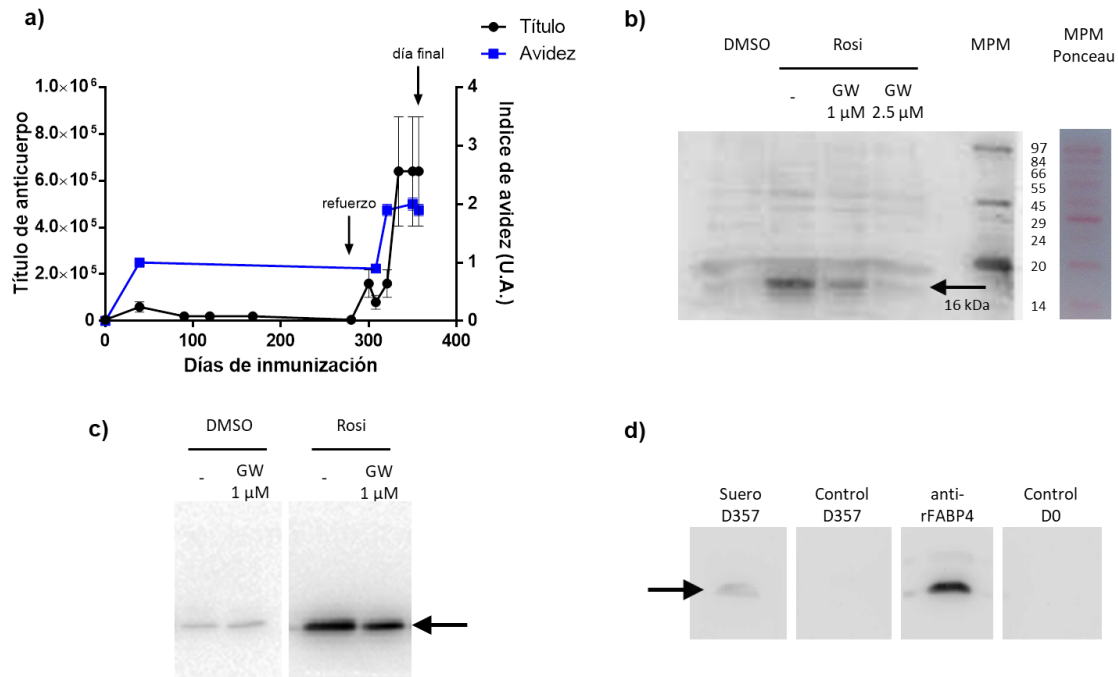 a)
Título
Avidez
día final
refuerzo
1.0×10⁶
8.0×10⁵
6.0×10⁵
4.0×10⁵
2.0×10⁵
0
4
3
2
1
0
Título de anticuerpo
Indice de avidez (U.A.)
0
100
200
300
400
Días de inmunización
b)
DMSO
Rosi
MPM
MPM
Ponceau
-
GW
1 µM
GW
2.5 µM
97
84
66
55
45
29
24
20
14
16 kDa
c)
DMSO
Rosi
-
GW
1 µM
-
GW
1 µM
d)
Suero
D357
Control
D357
anti-
rFABP4
Control
D0